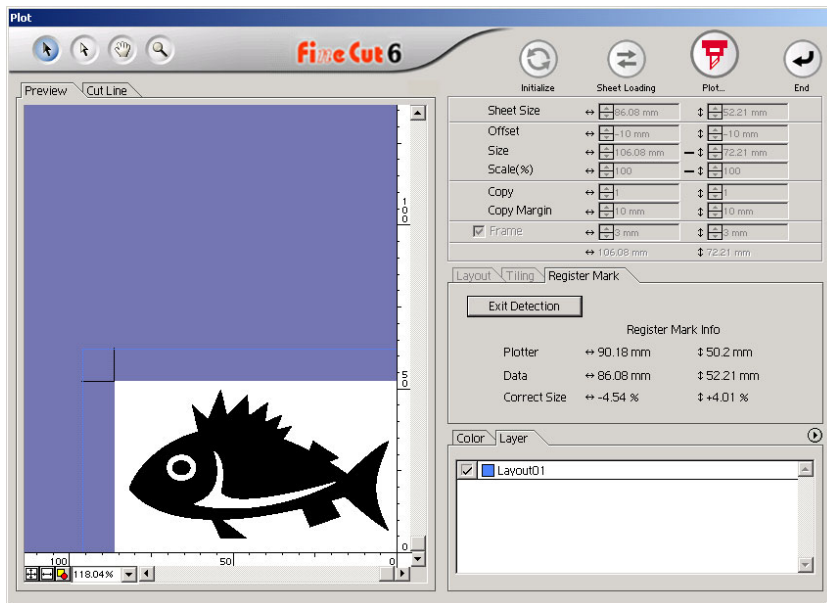 Plot
Fine Cut 6
Initialize
Sheet Loading
Plot...
End
Preview
Cut Line
Sheet Size ↔ 86.08 mm ↕ 52.21 mm
Offset ↔ -10 mm ↕ -10 mm
Size ↔ 106.08 mm ↕ 72.21 mm
Scale(%) ↔ 100 ↕ 100
Copy ↔ 1 ↕ 1
Copy Margin ↔ 10 mm ↕ 10 mm
Frame ↔ 3 mm ↕ 3 mm
↔ 106.08 mm ↕ 72.21 mm
Layout Tiling Register Mark
Exit Detection
Register Mark Info
Plotter ↔ 90.18 mm ↕ 50.2 mm
Data ↔ 86.08 mm ↕ 52.21 mm
Correct Size ↔ -4.54 % ↕ +4.01 %
Color Layer
Layout01
100
50
0
100 50 0
118.04%